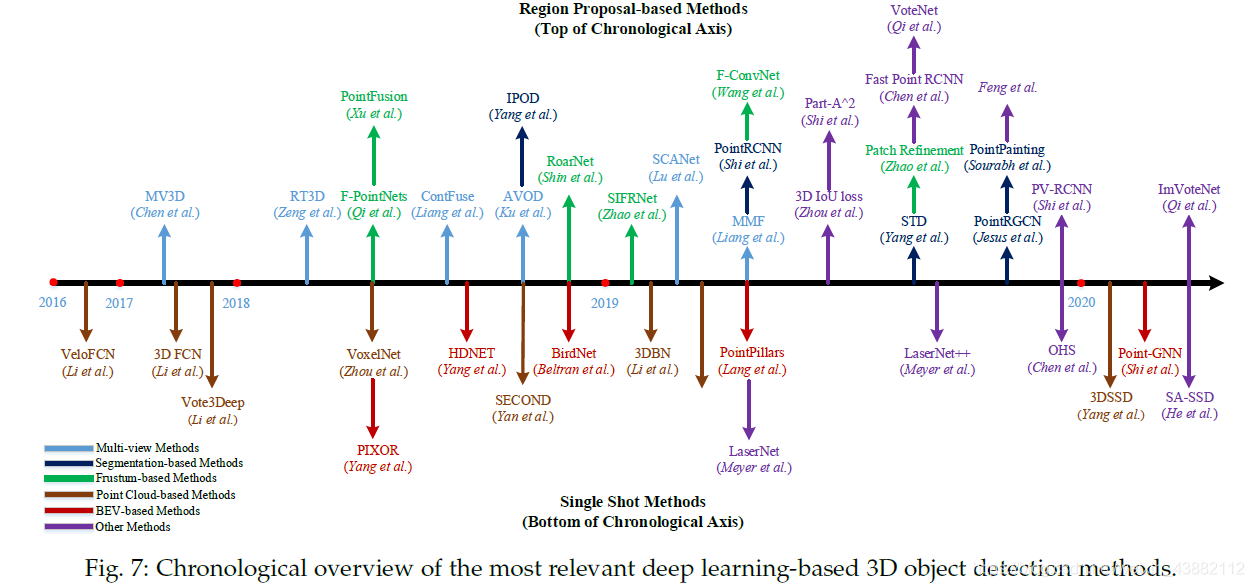 Region Proposal-based Methods
(Top of Chronological Axis)
VoteNet
(Qi et al.)
F-ConvNet
(Wang et al.)
Fast Point RCNN
(Chen et al.)
Feng et al.
PointFusion
(Xu et al.)
IPOD
(Yang et al.)
Part-A^2
(Shi et al.)
PointRCNN
(Shi et al.)
Patch Refinement
(Zhao et al.)
PointPainting
(Sourabh et al.)
RoarNet
(Shin et al.)
SCANet
(Lu et al.)
MV3D
(Chen et al.)
RT3D
(Zeng et al.)
F-PointNets
(Qi et al.)
ContFuse
(Liang et al.)
AVOD
(Ku et al.)
SIFRNet
(Zhao et al.)
MMF
(Liang et al.)
3D IoU loss
(Zhou et al.)
STD
(Yang et al.)
PointRGCN
(Jesus et al.)
PV-RCNN
(Shi et al.)
ImVoteNet
(Qi et al.)
2016
2017
2018
2019
2020
VeloFCN
(Li et al.)
3D FCN
(Li et al.)
Vote3Deep
(Li et al.)
VoxelNet
(Zhou et al.)
HDNET
(Yang et al.)
BirdNet
(Beltran et al.)
3DBN
(Li et al.)
PointPillars
(Lang et al.)
LaserNet++
(Meyer et al.)
OHS
(Chen et al.)
Point-GNN
(Shi et al.)
SECOND
(Yan et al.)
3DSSD
(Yang et al.)
SA-SSD
(He et al.)
PIXOR
(Yang et al.)
LaserNet
(Meyer et al.)
Multi-view Methods
Segmentation-based Methods
Frustum-based Methods
Point Cloud-based Methods
BEV-based Methods
Other Methods
Single Shot Methods
(Bottom of Chronological Axis)
Fig. 7: Chronological overview of the most relevant deep learning-based 3D object detection methods.